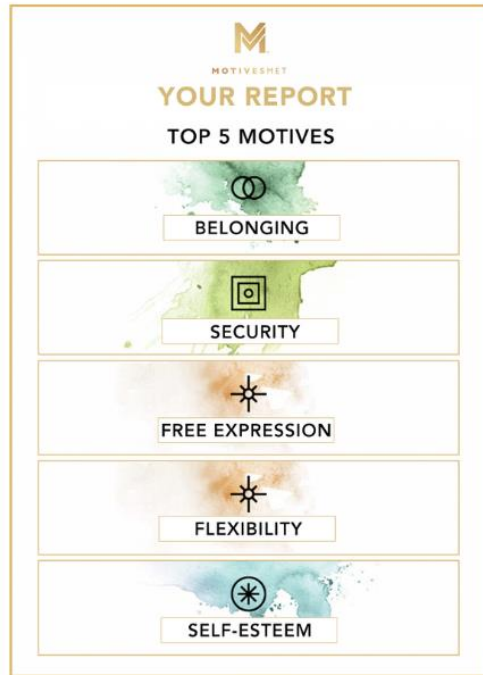 MOTIVESMET
YOUR REPORT
TOP 5 MOTIVES
BELONGING
SECURITY
FREE EXPRESSION
FLEXIBILITY
SELF-ESTEEM